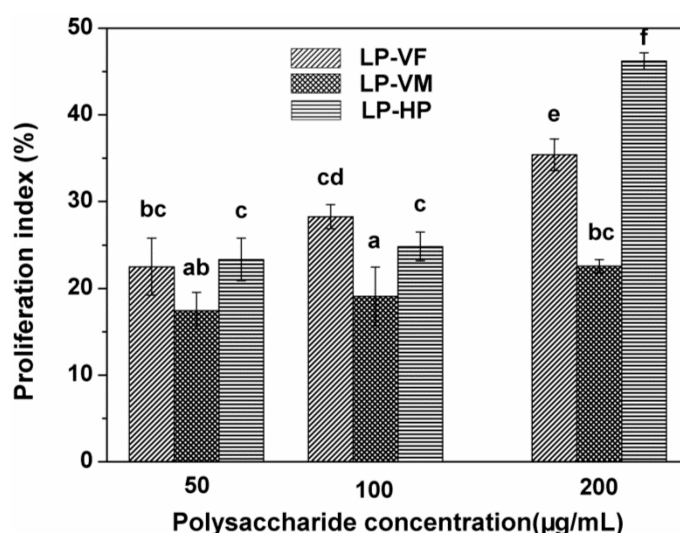 50
40
30
20
10
0
Proliferation index (%)
LP-VF
LP-VM
LP-HP
bc
ab
c
cd
a
c
e
bc
f
50
100
200
Polysaccharide concentration(µg/mL)